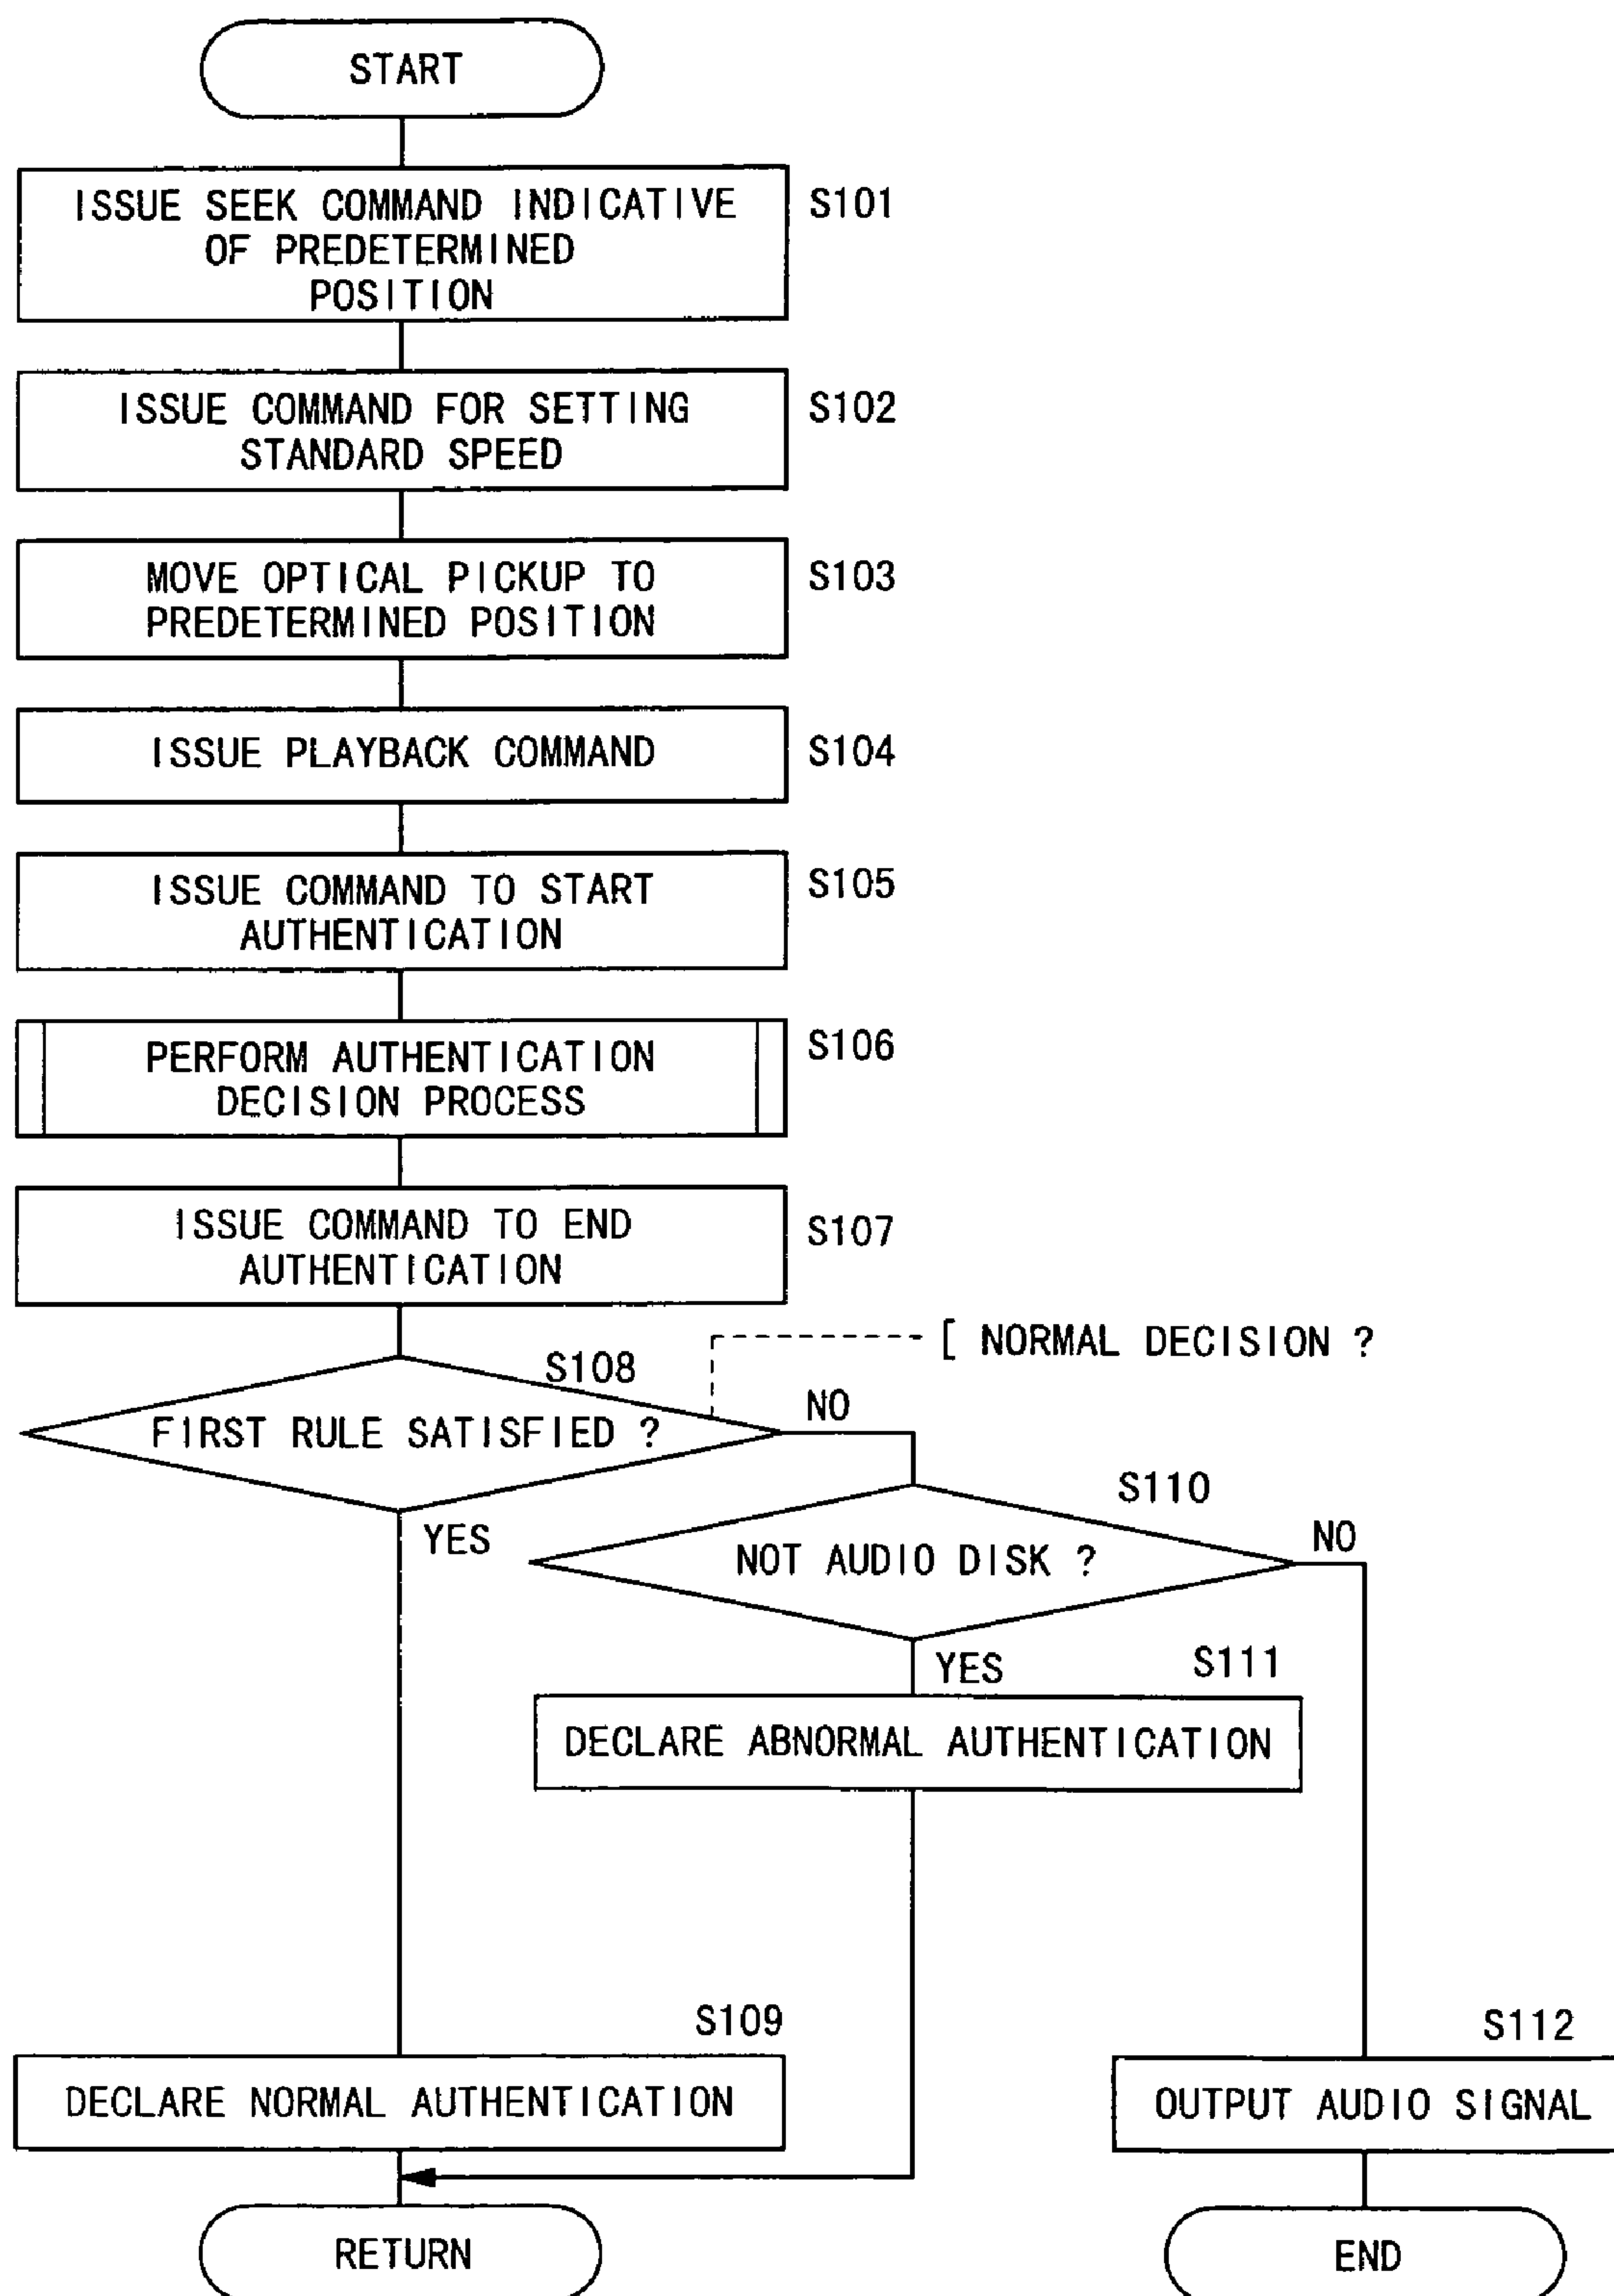 START
ISSUE SEEK COMMAND INDICATIVE
OF PREDETERMINED
POSITION
S101
ISSUE COMMAND FOR SETTING
STANDARD SPEED
S102
MOVE OPTICAL PICKUP TO
PREDETERMINED POSITION
S103
ISSUE PLAYBACK COMMAND
S104
ISSUE COMMAND TO START
AUTHENTICATION
S105
PERFORM AUTHENTICATION
DECISION PROCESS
S106
ISSUE COMMAND TO END
AUTHENTICATION
S107
[ NORMAL DECISION ?
S108
FIRST RULE SATISFIED ?
NO
YES
S110
NOT AUDIO DISK ?
NO
YES
S111
DECLARE ABNORMAL AUTHENTICATION
S109
DECLARE NORMAL AUTHENTICATION
S112
OUTPUT AUDIO SIGNAL
RETURN
END